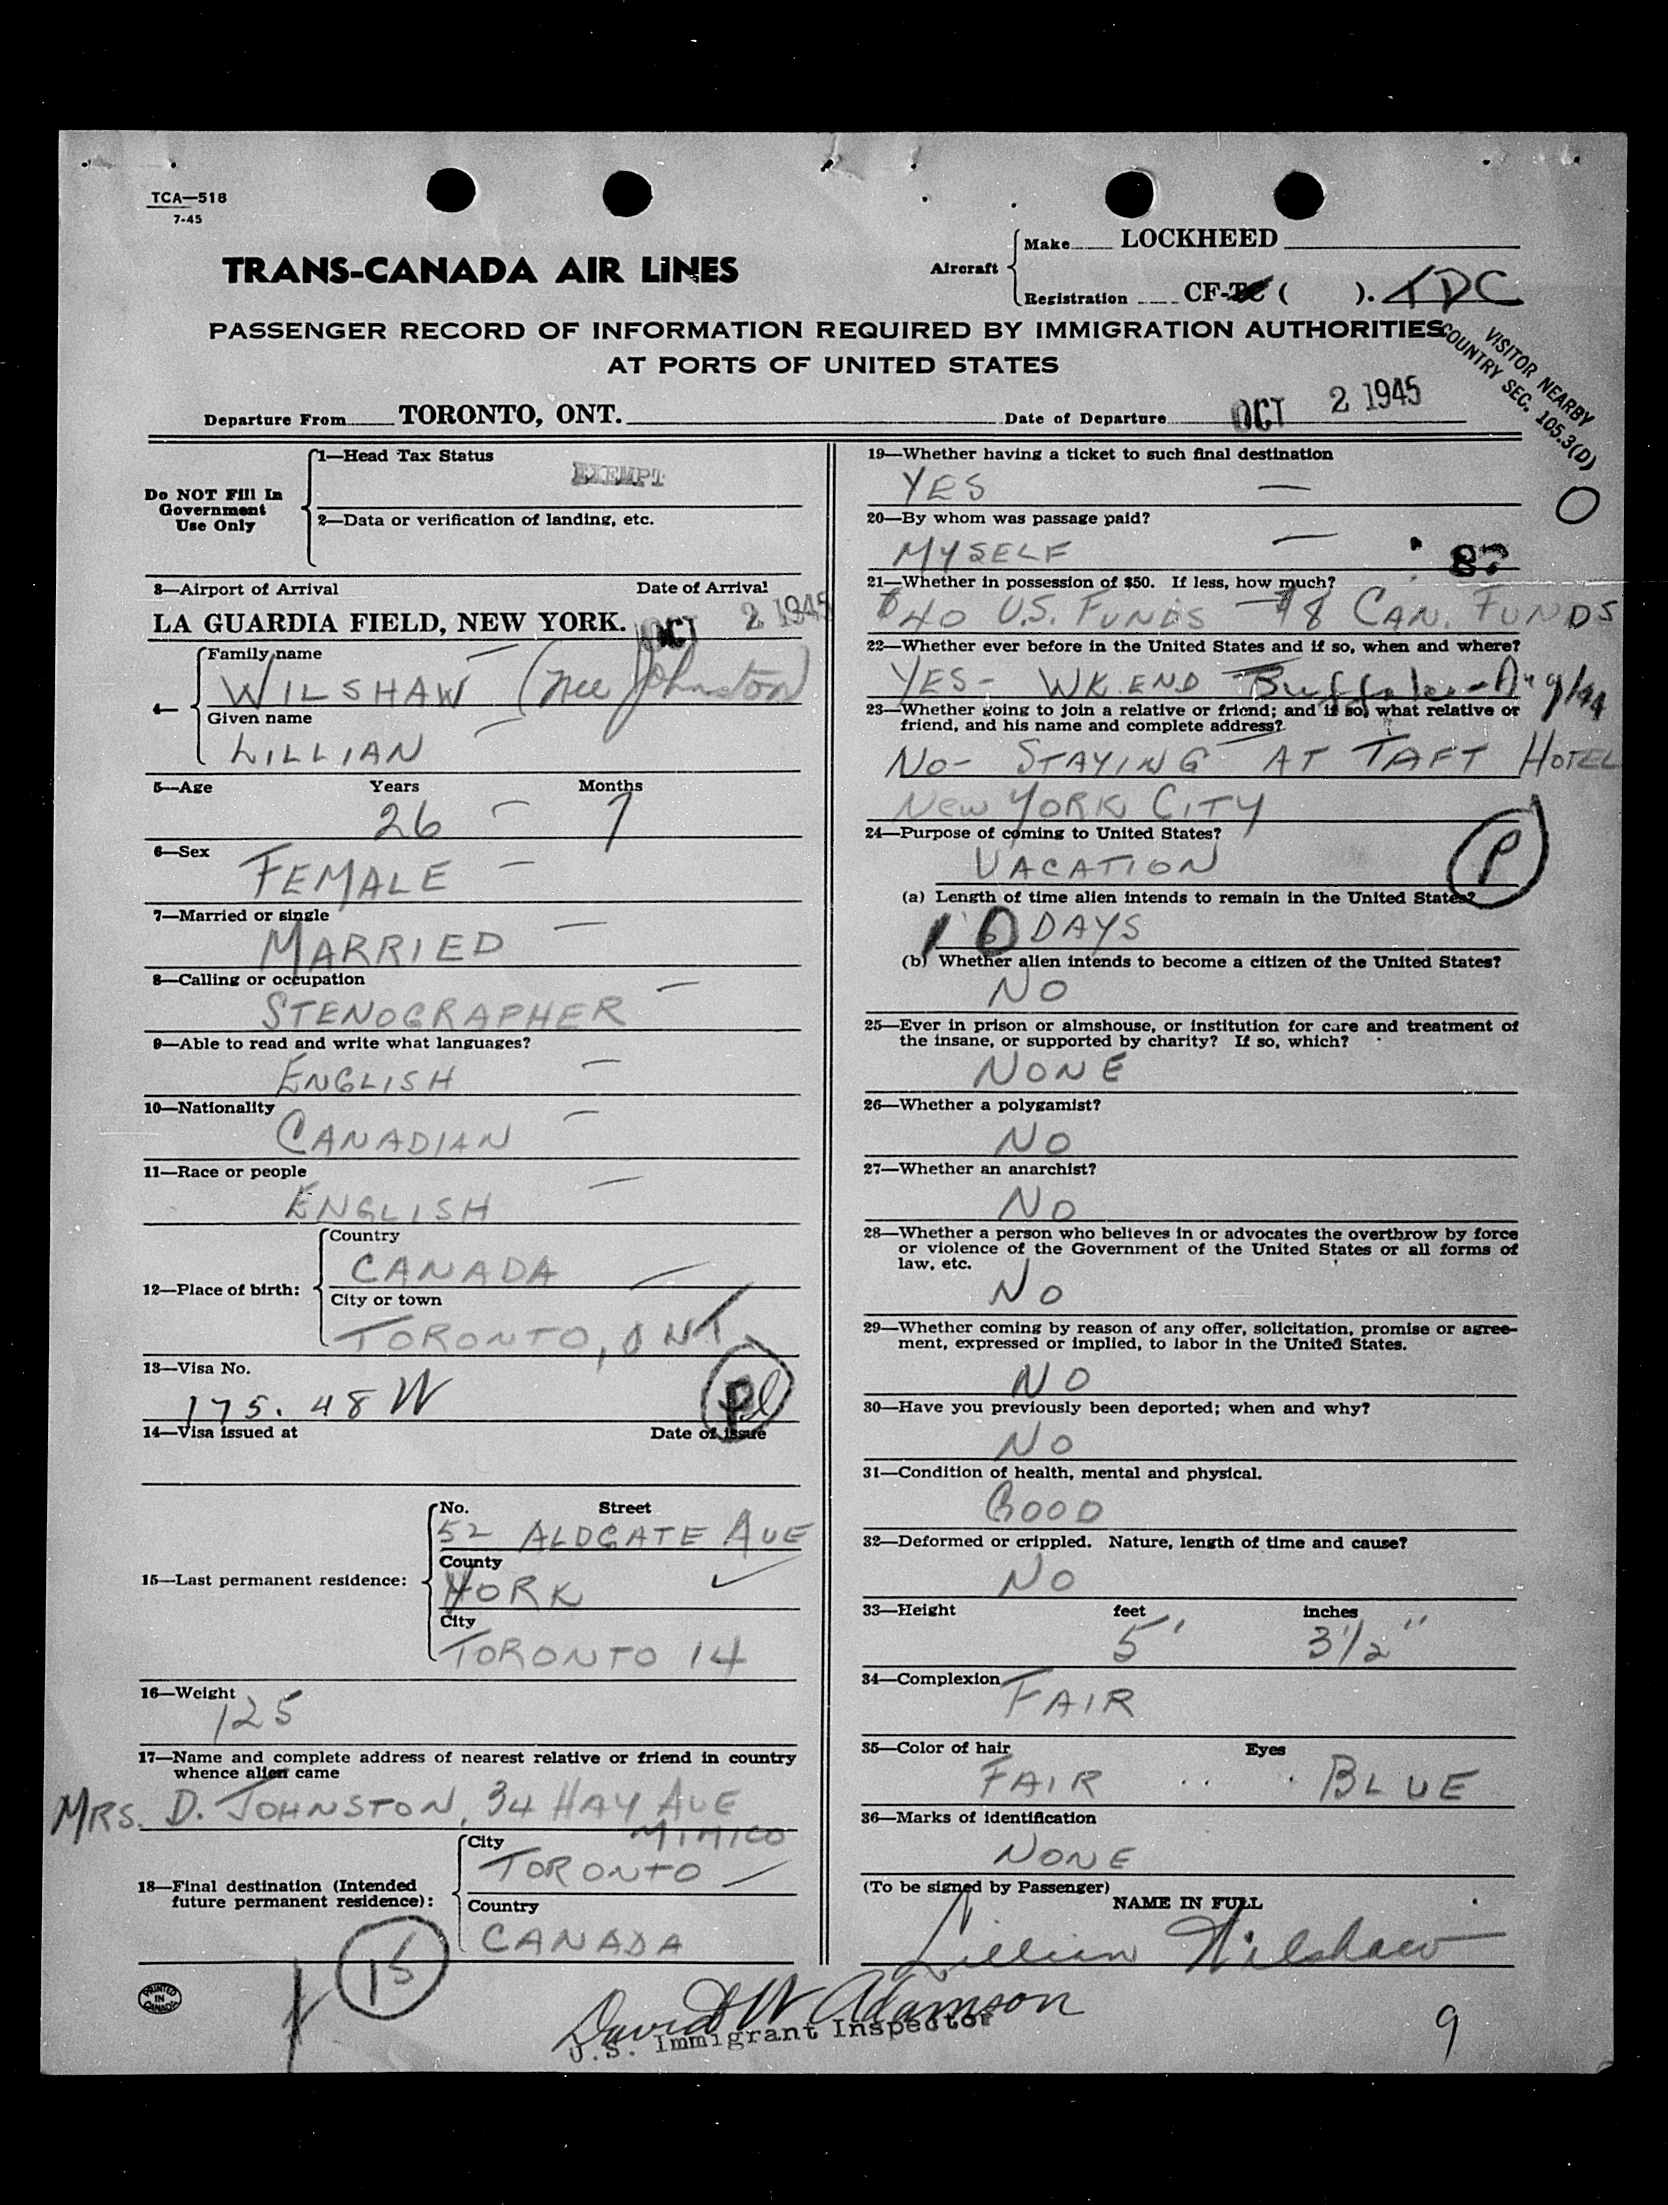 TCA—518
7-45
TRANS-CANADA AIR LINES
Aircraft
Make LOCKHEED
Registration CF-TC ( ). TDC
PASSENGER RECORD OF INFORMATION REQUIRED BY IMMIGRATION AUTHORITIES
AT PORTS OF UNITED STATES
VISITOR NEARBY
COUNTRY SEC. 105.3(D)
Departure From TORONTO, ONT. Date of Departure OCT 2 1945
Do NOT Fill In
Government
Use Only
1—Head Tax Status
EXEMPT
2—Data or verification of landing, etc.
3—Airport of Arrival Date of Arrival
LA GUARDIA FIELD, NEW YORK. OCT 2 1945
4—
Family name
WILSHAW (nee Johnston)
Given name
LILLIAN
5—Age Years Months
26 — 7
6—Sex
FEMALE —
7—Married or single
MARRIED —
8—Calling or occupation
STENOGRAPHER —
9—Able to read and write what languages?
ENGLISH —
10—Nationality
CANADIAN —
11—Race or people
ENGLISH —
12—Place of birth:
Country
CANADA —
City or town
TORONTO, ONT
13—Visa No.
175. 48 W
14—Visa issued at Date of issue
15—Last permanent residence:
No. Street
52 ALDGATE AVE
County
YORK ✓
City
TORONTO 14
16—Weight
125
17—Name and complete address of nearest relative or friend in country
whence alien came
MRS. D. JOHNSTON, 34 HAY AVE
MIMICO
18—Final destination (Intended
future permanent residence):
City
TORONTO —
Country
CANADA
15
PRINTED
IN
CANADA
19—Whether having a ticket to such final destination
YES —
O
20—By whom was passage paid?
MYSELF —
21—Whether in possession of $50. If less, how much?
$40 U.S. FUNDS — $8 CAN. FUNDS
22—Whether ever before in the United States and if so, when and where?
YES - WK. END Buffalo - Aug/44
23—Whether going to join a relative or friend; and if so, what relative or
friend, and his name and complete address?
NO - STAYING AT TAFT HOTEL
NEW YORK CITY
24—Purpose of coming to United States?
VACATION
P
(a) Length of time alien intends to remain in the United States?
10 DAYS
(b) Whether alien intends to become a citizen of the United States?
NO
25—Ever in prison or almshouse, or institution for care and treatment of
the insane, or supported by charity? If so, which?
NONE
26—Whether a polygamist?
NO
27—Whether an anarchist?
NO
28—Whether a person who believes in or advocates the overthrow by force
or violence of the Government of the United States or all forms of
law, etc.
NO
29—Whether coming by reason of any offer, solicitation, promise or agree-
ment, expressed or implied, to labor in the United States.
NO
30—Have you previously been deported; when and why?
NO
31—Condition of health, mental and physical.
GOOD
32—Deformed or crippled. Nature, length of time and cause?
NO
33—Height feet inches
5' 3 1/2"
34—Complexion
FAIR
35—Color of hair Eyes
FAIR BLUE
36—Marks of identification
NONE
(To be signed by Passenger)
NAME IN FULL
Lillian Wilshaw
David W Adamson
U.S. Immigrant Inspector
9